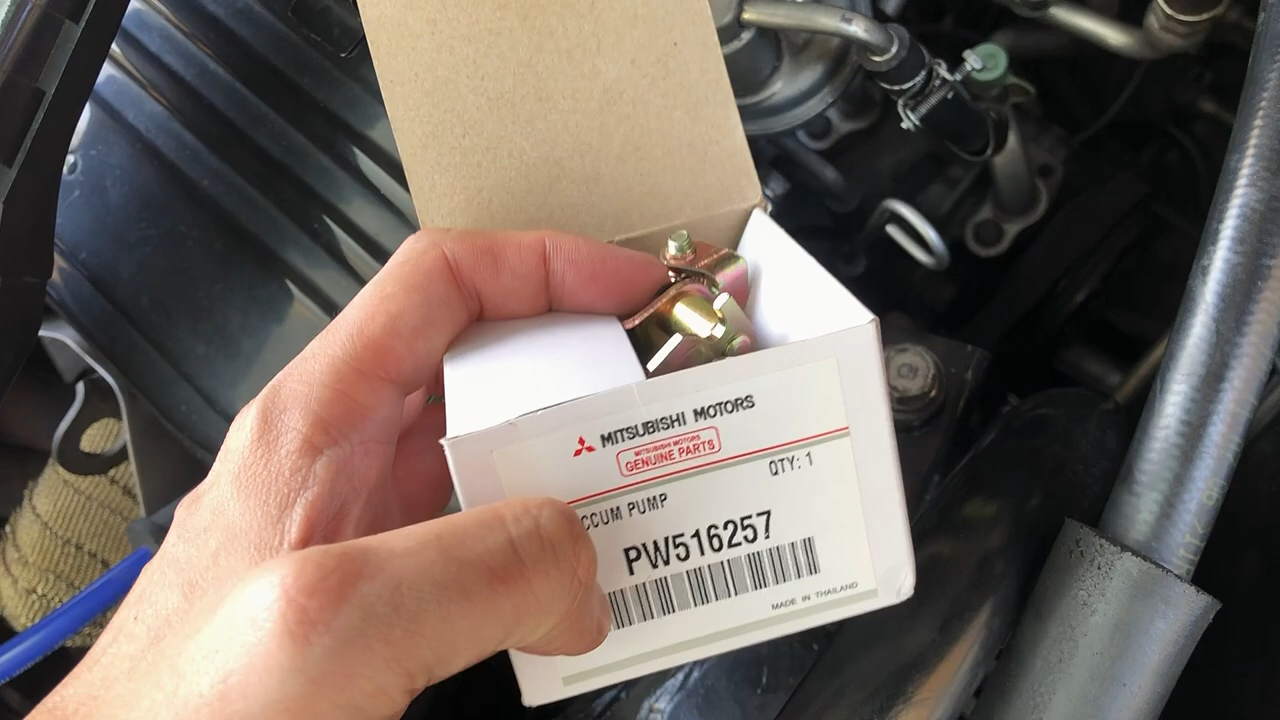 MITSUBISHI MOTORS
MITSUBISHI MOTORS
GENUINE PARTS
QTY: 1
CCUM PUMP
PW516257
MADE IN THAILAND